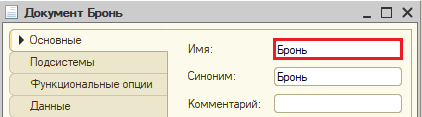 Документ Бронь
Основные
Подсистемы
Функциональные опции
Данные
Имя: Бронь
Синоним: Бронь
Комментарий: